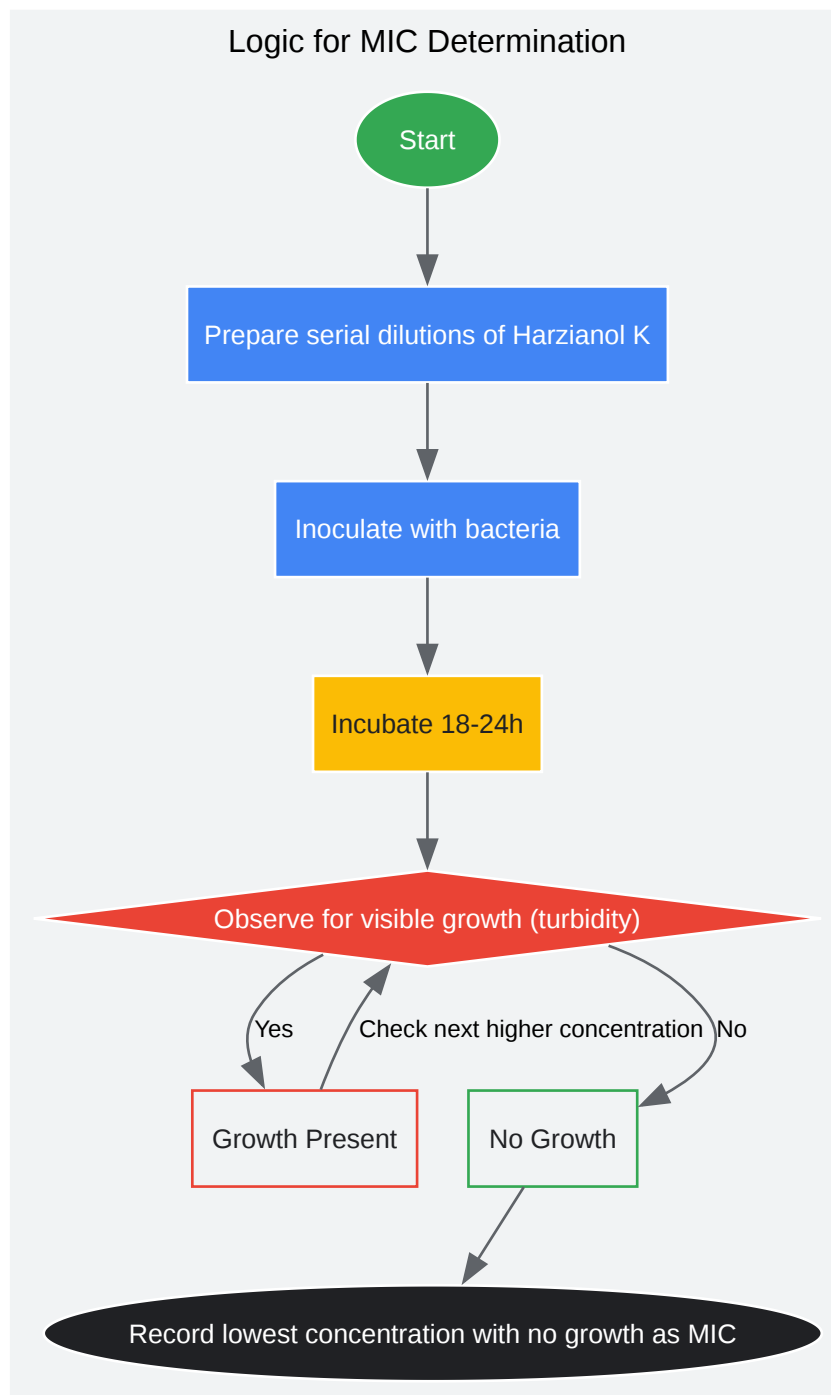 Logic for MIC Determination
Start
Prepare serial dilutions of Harzianol K
Inoculate with bacteria
Incubate 18-24h
Observe for visible growth (turbidity)
Yes
Check next higher concentration
No
Growth Present
No Growth
Record lowest concentration with no growth as MIC